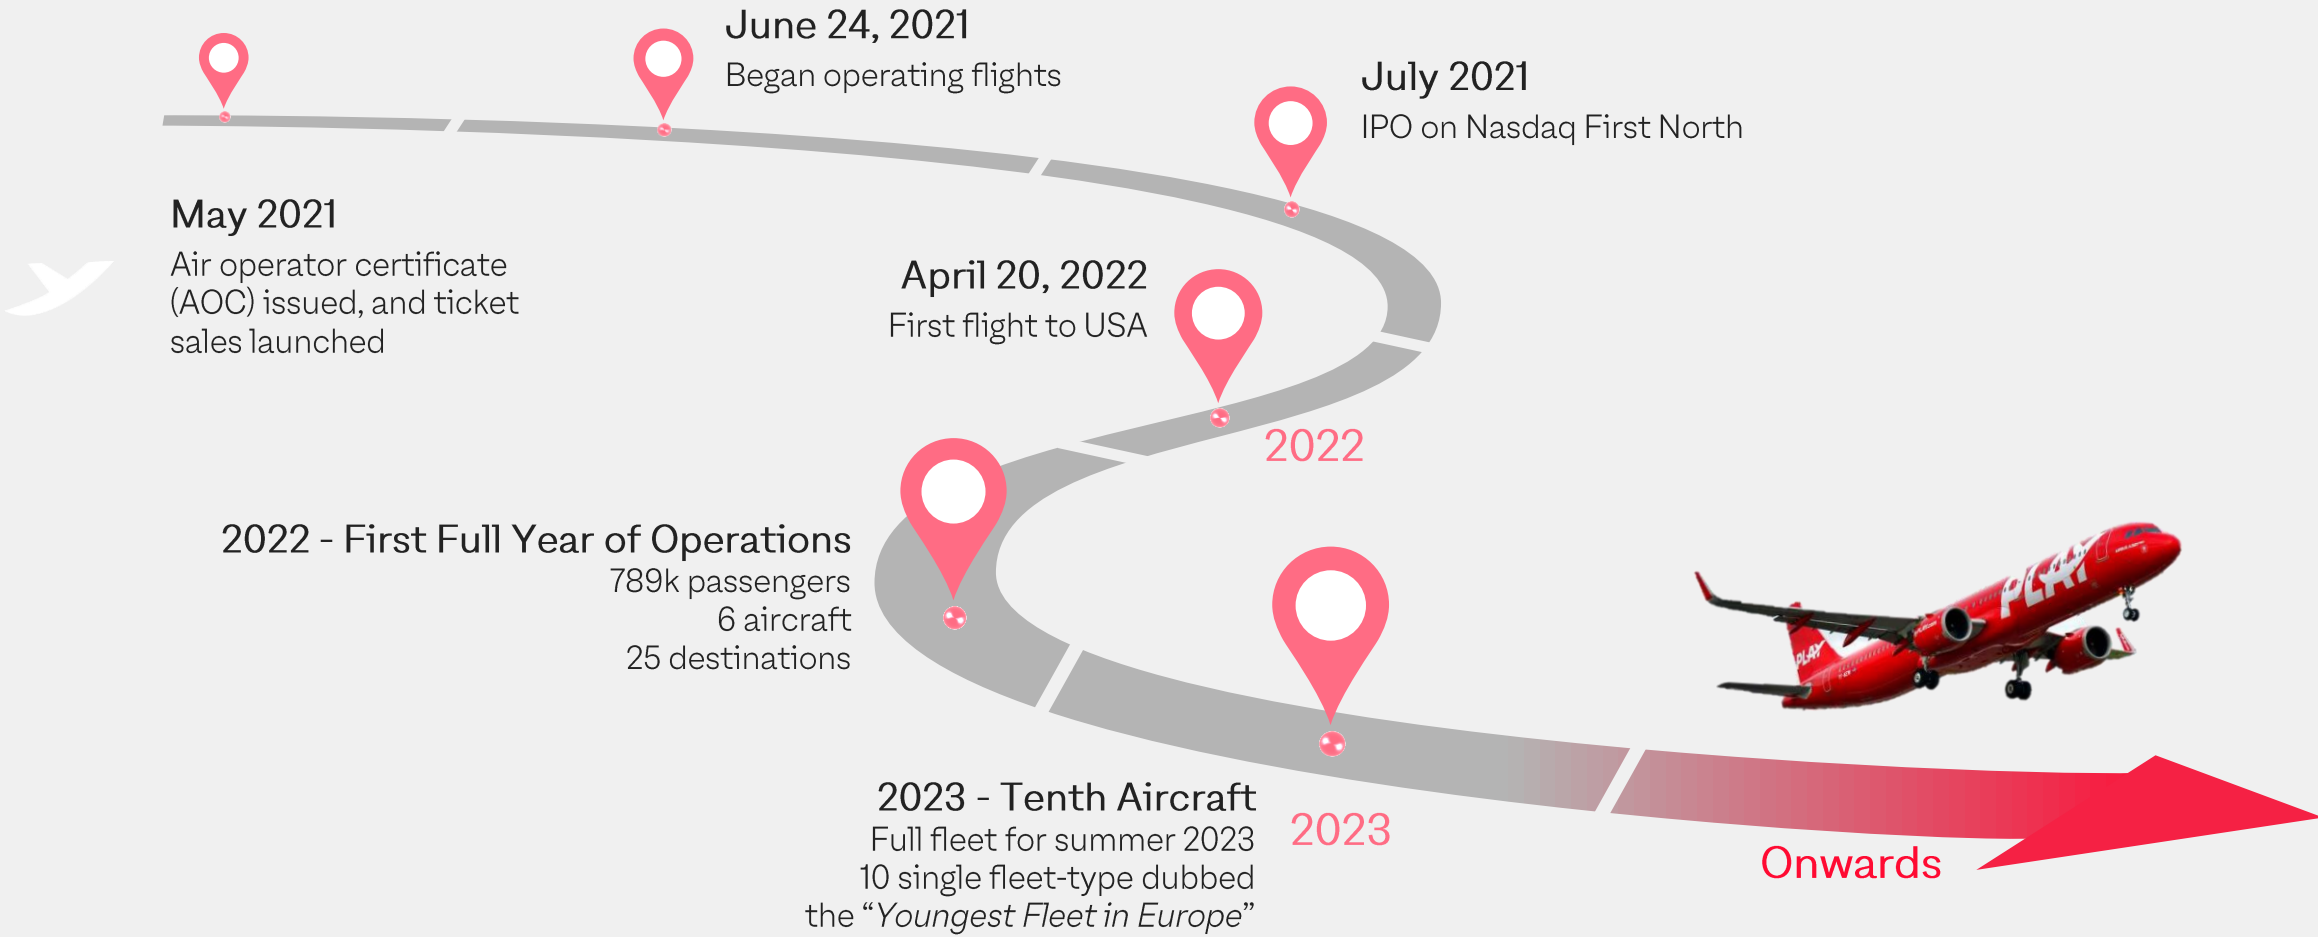 June 24, 2021
Began operating flights
July 2021
IPO on Nasdaq First North
May 2021
Air operator certificate
(AOC) issued, and ticket
sales launched
April 20, 2022
First flight to USA
2022
2022 - First Full Year of Operations
789k passengers
6 aircraft
25 destinations
PLAY
PLAY
2023 - Tenth Aircraft
Full fleet for summer 2023
10 single fleet-type dubbed
the “Youngest Fleet in Europe”
2023
Onwards